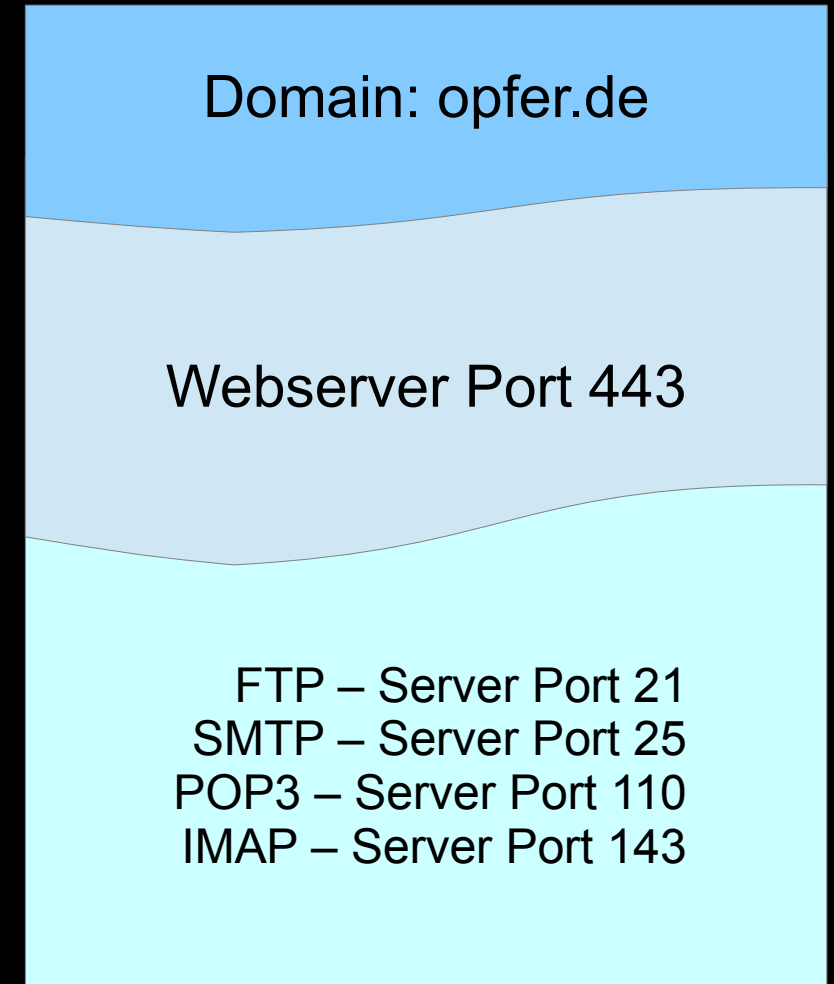 Domain: opfer.de
Webserver Port 443
FTP – Server Port 21
SMTP – Server Port 25
POP3 – Server Port 110
IMAP – Server Port 143